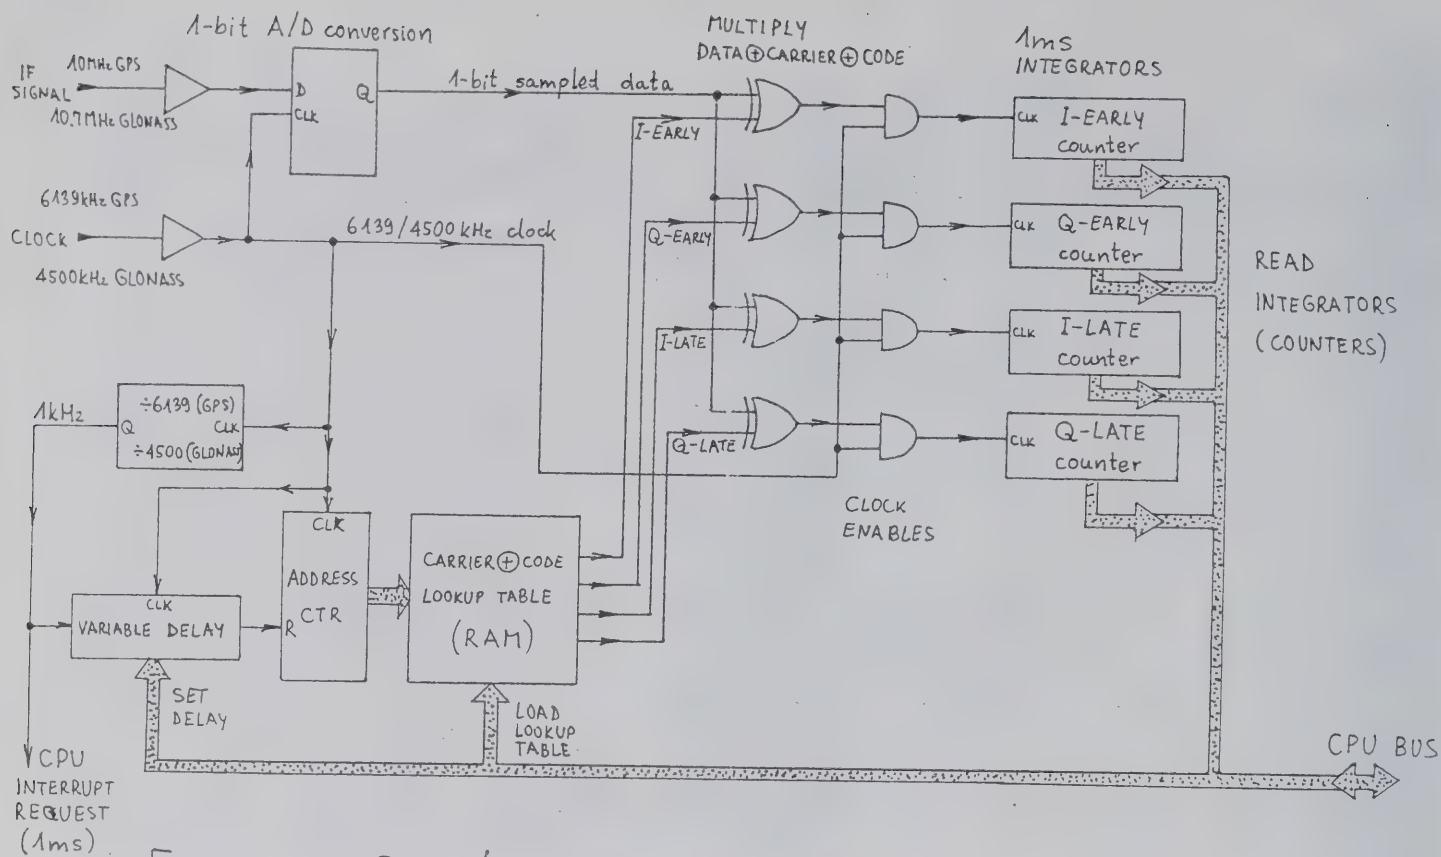 1-bit A/D conversion
MULTIPLY
DATA⊕CARRIER⊕CODE
1ms
INTEGRATORS
IF
SIGNAL
10MHz GPS
10.7MHz GLONASS
D
Q
CLK
1-bit sampled data
I-EARLY
CLK
I-EARLY
counter
6139kHz GPS
CLOCK
4500kHz GLONASS
6139/4500kHz clock
Q-EARLY
CLK
Q-EARLY
counter
READ
INTEGRATORS
(COUNTERS)
I-LATE
CLK
I-LATE
counter
1kHz
÷6139 (GPS)
Q
CLK
÷4500 (GLONASS)
Q-LATE
CLK
Q-LATE
counter
CLOCK
ENABLES
CLK
ADDRESS
CTR
R
CARRIER⊕CODE
LOOKUP TABLE
(RAM)
CLK
VARIABLE DELAY
SET
DELAY
LOAD
LOOKUP
TABLE
CPU BUS
CPU
INTERRUPT
REQUEST
(1ms)